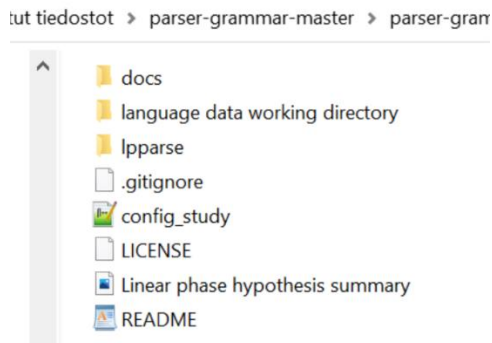 tut tiedostot > parser-grammar-master > parser-gram
docs
language data working directory
lpparse
.gitignore
config_study
LICENSE
Linear phase hypothesis summary
README